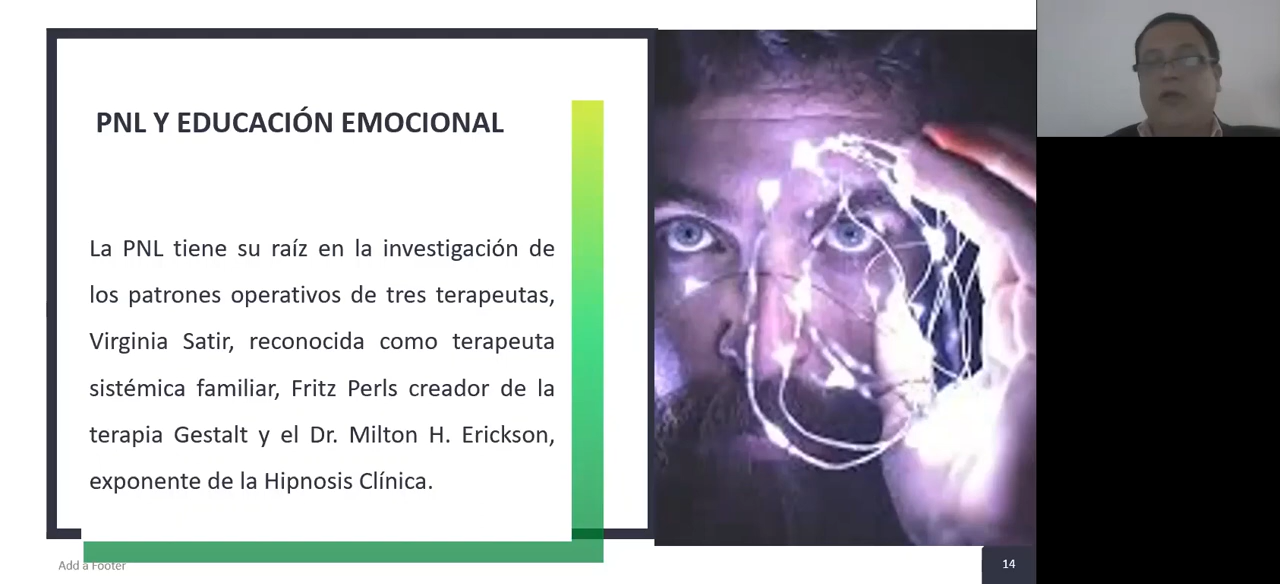 PNL Y EDUCACIÓN EMOCIONAL
La PNL tiene su raíz en la investigación de
los patrones operativos de tres terapeutas,
Virginia Satir, reconocida como terapeuta
sistémica familiar, Fritz Perls creador de la
terapia Gestalt y el Dr. Milton H. Erickson,
exponente de la Hipnosis Clínica.
Add a Footer
14